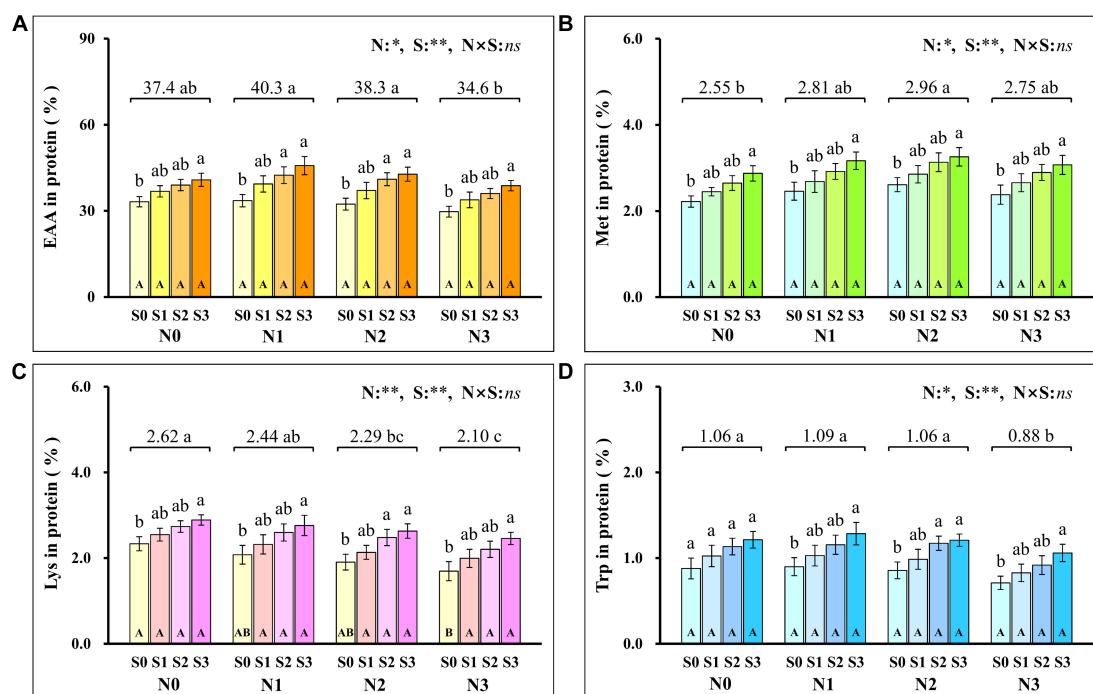 A
EAA in protein ( % )
90
60
30
0
N:*, S:**, N×S:ns
37.4 ab 40.3 a 38.3 a 34.6 b
b ab ab a b ab a a b ab a a b ab ab a
A A A A A A A A A A A A A A A A
S0 S1 S2 S3 S0 S1 S2 S3 S0 S1 S2 S3 S0 S1 S2 S3
N0 N1 N2 N3
B
Met in protein ( % )
6.0
4.0
2.0
0.0
N:*, S:**, N×S:ns
2.55 b 2.81 ab 2.96 a 2.75 ab
b ab ab a b ab ab a b ab a a b ab ab a
A A A A A A A A A A A A A A A A
S0 S1 S2 S3 S0 S1 S2 S3 S0 S1 S2 S3 S0 S1 S2 S3
N0 N1 N2 N3
C
Lys in protein ( % )
6.0
4.0
2.0
0.0
N:**, S:**, N×S:ns
2.62 a 2.44 ab 2.29 bc 2.10 c
b ab ab a b ab ab a b ab a a b ab ab a
A A A A AB A A A AB A A A B A A A
S0 S1 S2 S3 S0 S1 S2 S3 S0 S1 S2 S3 S0 S1 S2 S3
N0 N1 N2 N3
D
Trp in protein ( % )
3.0
2.0
1.0
0.0
N:*, S:**, N×S:ns
1.06 a 1.09 a 1.06 a 0.88 b
a a a a b ab ab a b ab a a b ab ab a
A A A A A A A A A A A A A A A A
S0 S1 S2 S3 S0 S1 S2 S3 S0 S1 S2 S3 S0 S1 S2 S3
N0 N1 N2 N3